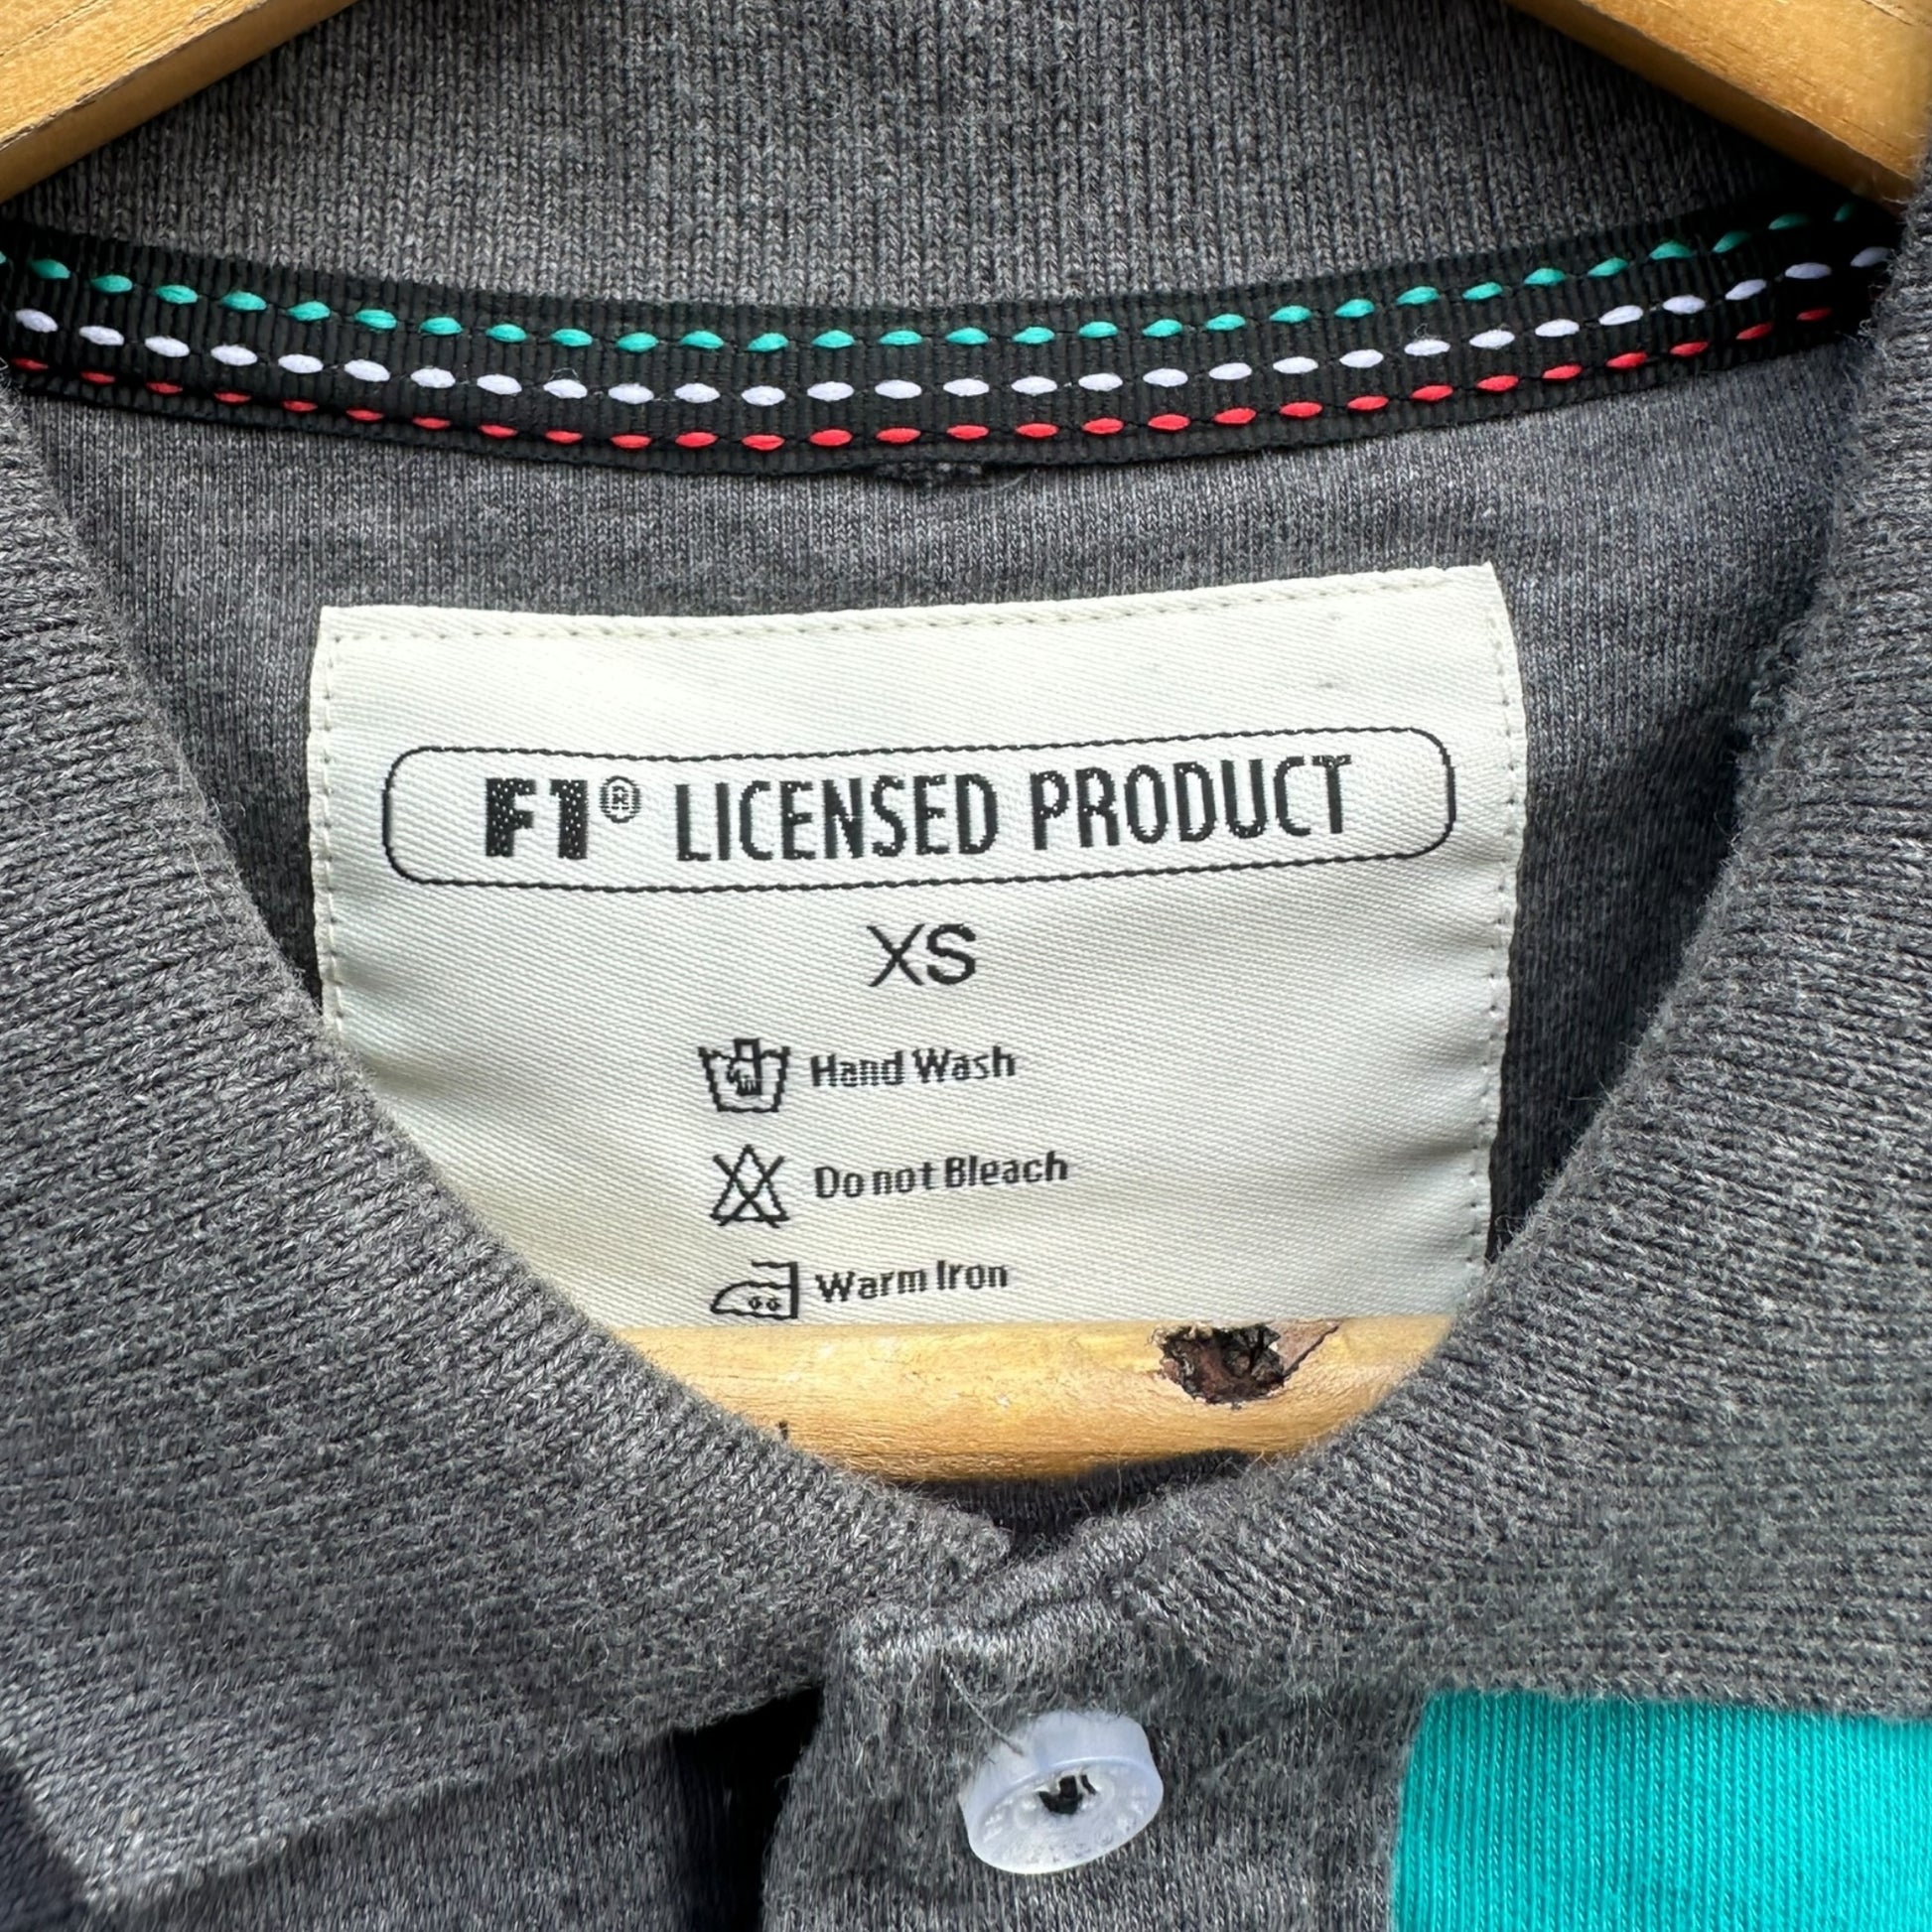 F1® LICENSED PRODUCT
XS
Hand Wash
Do not Bleach
Warm Iron